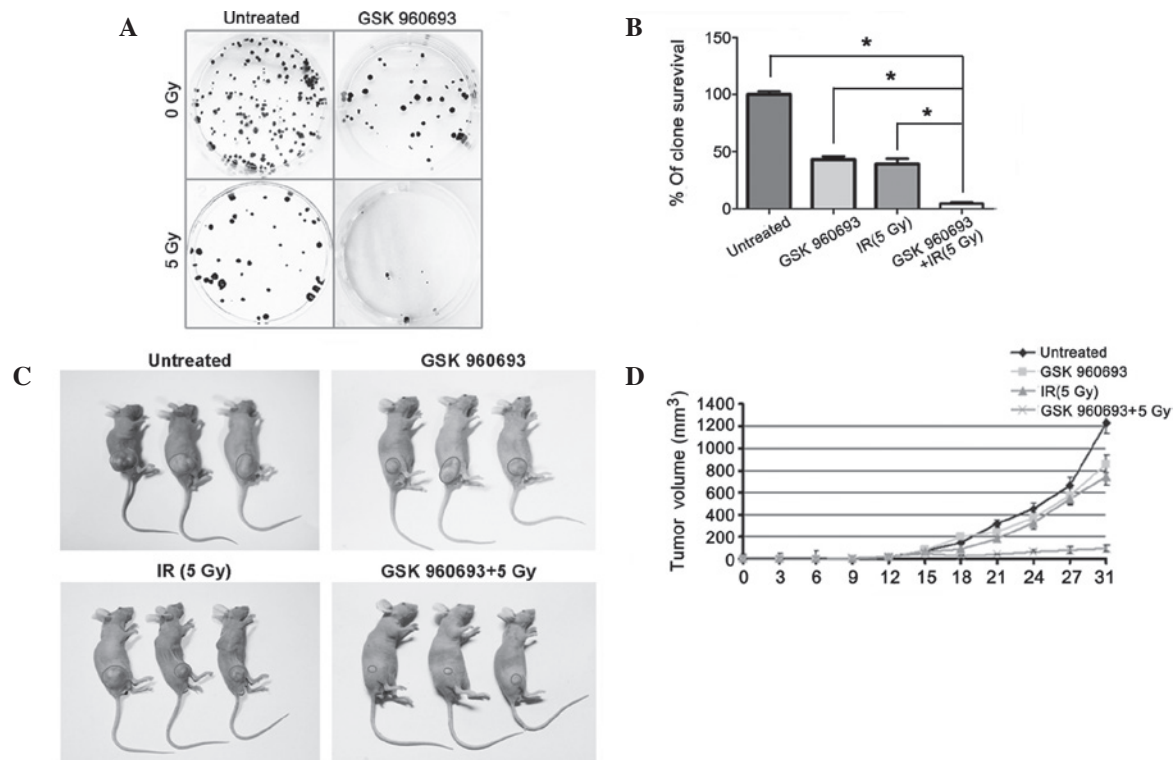 A
Untreated
GSK 960693
0 Gy
5 Gy
B
% Of clone surevival
150
100
50
0
*
*
*
Untreated
GSK 960693
IR(5 Gy)
GSK 960693
+IR(5 Gy)
C
Untreated
GSK 960693
IR (5 Gy)
GSK 960693+5 Gy
D
Untreated
GSK 960693
IR(5 Gy)
GSK 960693+5 Gy
Tumor volume (mm³)
1400
1200
1000
800
600
400
200
0
0 3 6 9 12 15 18 21 24 27 31